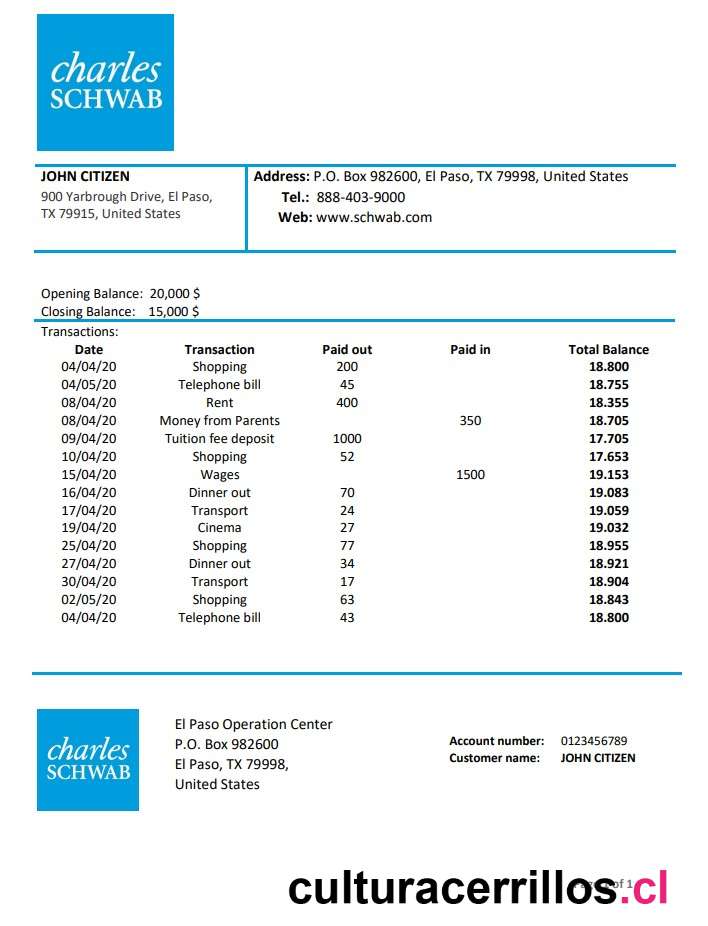 charles
SCHWAB
JOHN CITIZEN
900 Yarbrough Drive, El Paso,
TX 79915, United States
Address: P.O. Box 982600, El Paso, TX 79998, United States
Tel.: 888-403-9000
Web: www.schwab.com
Opening Balance: 20,000 $
Closing Balance: 15,000 $
Transactions:
Date Transaction Paid out Paid in Total Balance
04/04/20 Shopping 200 18.800
04/05/20 Telephone bill 45 18.755
08/04/20 Rent 400 18.355
08/04/20 Money from Parents 350 18.705
09/04/20 Tuition fee deposit 1000 17.705
10/04/20 Shopping 52 17.653
15/04/20 Wages 1500 19.153
16/04/20 Dinner out 70 19.083
17/04/20 Transport 24 19.059
19/04/20 Cinema 27 19.032
25/04/20 Shopping 77 18.955
27/04/20 Dinner out 34 18.921
30/04/20 Transport 17 18.904
02/05/20 Shopping 63 18.843
04/04/20 Telephone bill 43 18.800
charles
SCHWAB
El Paso Operation Center
P.O. Box 982600
El Paso, TX 79998,
United States
Account number: 0123456789
Customer name: JOHN CITIZEN
of 1
culturacerrillos.cl